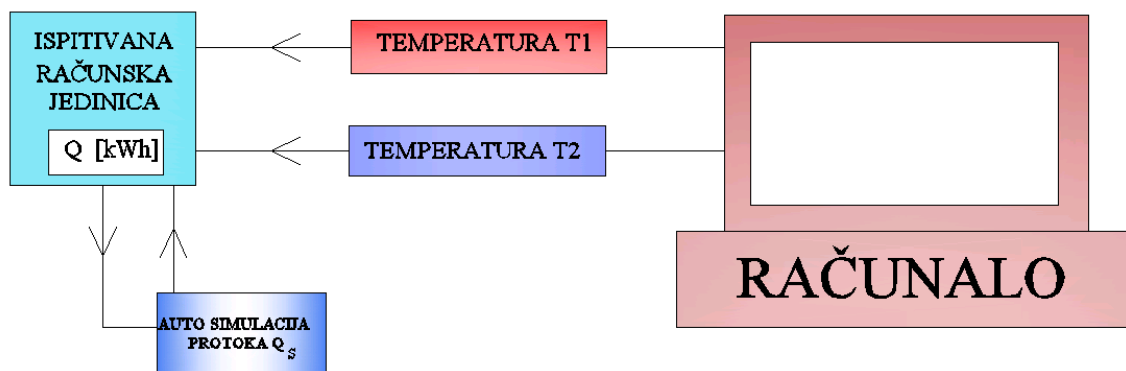 ISPITIVANA
RAČUNSKA
JEDINICA
Q [kWh]
TEMPERATURA T1
TEMPERATURA T2
RAČUNALO
AUTO SIMULACIJA
PROTOKA Q S